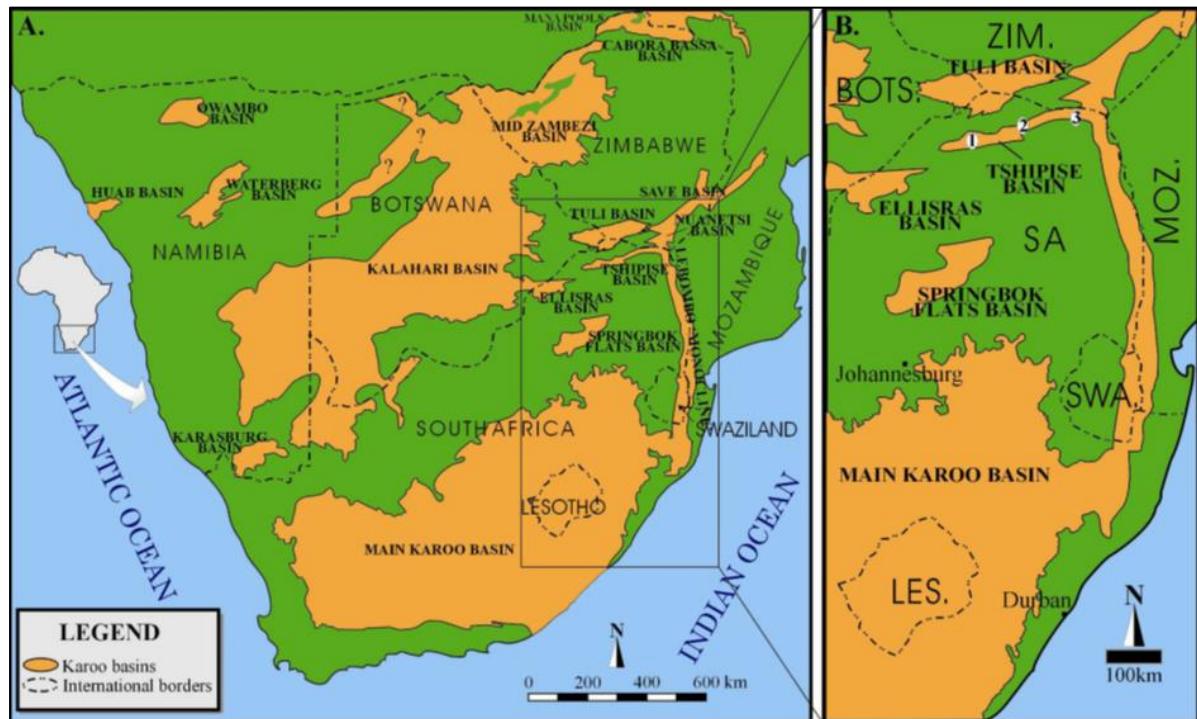 A.
MANA POOLS
BASIN
CABORA BASSA
BASIN
OWAMBO
BASIN
?
?
MID ZAMBEZI
BASIN
ZIMBABWE
HUAB BASIN
WATERBERG
BASIN
BOTSWANA
SAVE BASIN
TULI BASIN
NUANETSI
BASIN
NAMIBIA
KALAHARI BASIN
TSHIPISE
BASIN
LEBOMBO MONOCLINE
MOZAMBIQUE
ELLISRAS
BASIN
SPRINGBOK
FLATS BASIN
ATLANTIC OCEAN
SOUTH AFRICA
SWAZILAND
KARASBURG
BASIN
LESOTHO
MAIN KAROO BASIN
INDIAN OCEAN
LEGEND
Karoo basins
International borders
N
0 200 400 600 km
B.
ZIM.
TULI BASIN
BOTS.
1 2 3
TSHIPISE
BASIN
MOZ.
ELLISRAS
BASIN
SA
SPRINGBOK
FLATS BASIN
Johannesburg
SWA.
MAIN KAROO BASIN
LES.
Durban
N
100km